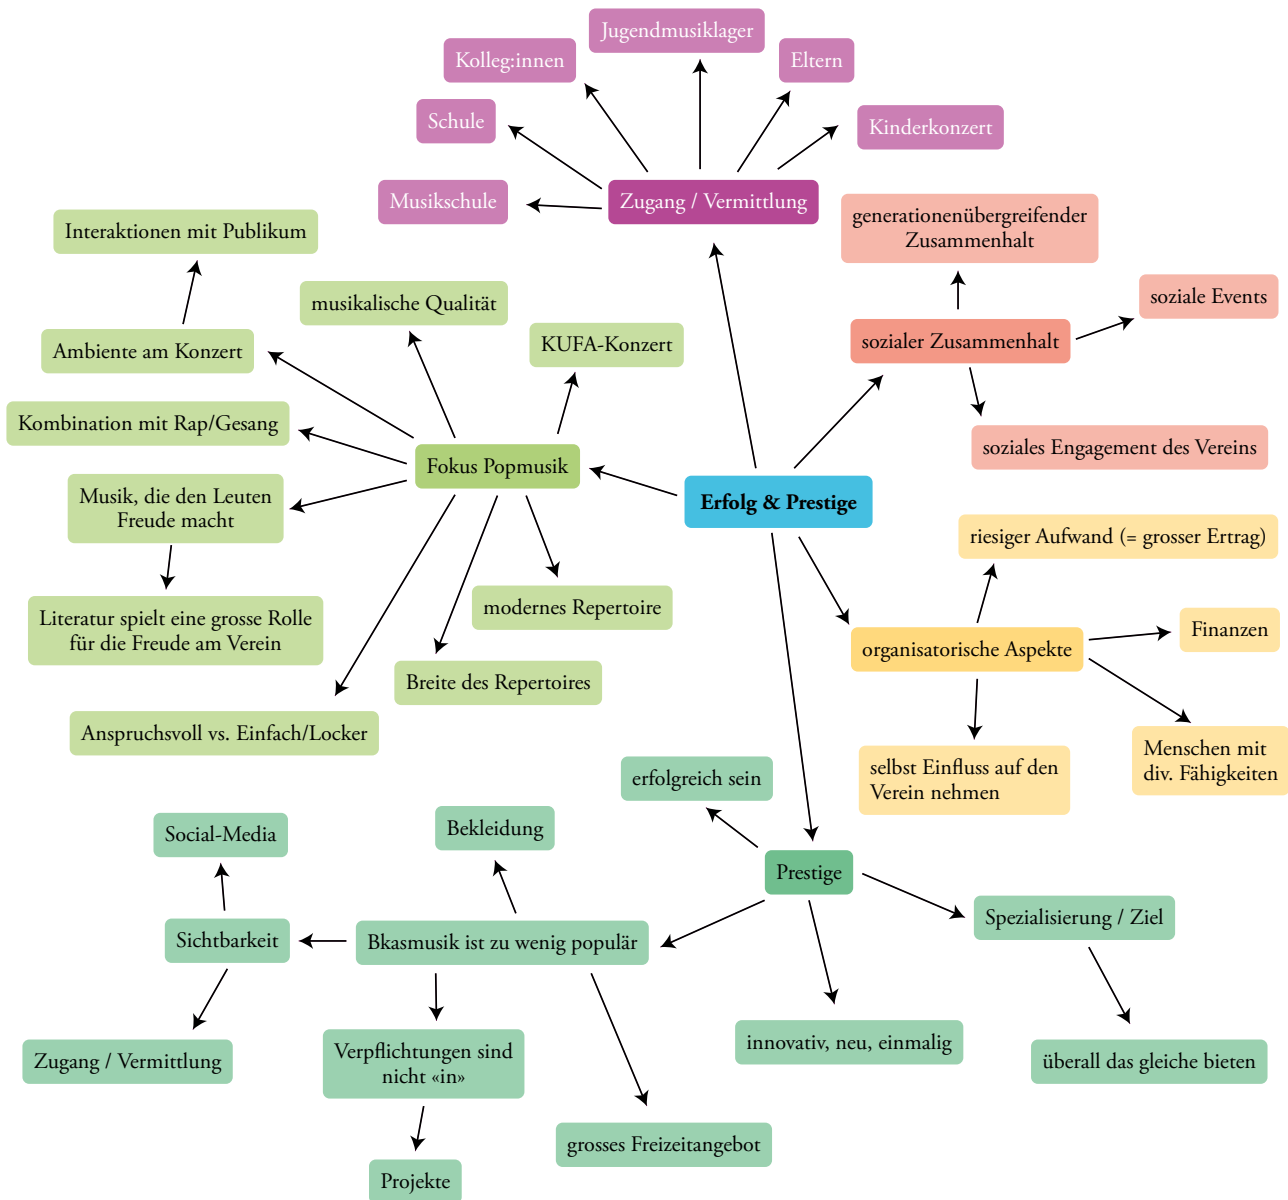 Jugendmusiklager
Kolleg:innen
Eltern
Schule
Kinderkonzert
Musikschule
Zugang / Vermittlung
generationenübergreifender
Zusammenhalt
Interaktionen mit Publikum
soziale Events
musikalische Qualität
sozialer Zusammenhalt
KUFA-Konzert
Ambiente am Konzert
Kombination mit Rap/Gesang
soziales Engagement des Vereins
Fokus Popmusik
Musik, die den Leuten
Freude macht
Erfolg & Prestige
riesiger Aufwand (= grosser Ertrag)
modernes Repertoire
Literatur spielt eine grosse Rolle
für die Freude am Verein
Finanzen
organisatorische Aspekte
Breite des Repertoires
Anspruchsvoll vs. Einfach/Locker
Menschen mit
div. Fähigkeiten
selbst Einfluss auf den
Verein nehmen
erfolgreich sein
Social-Media
Bekleidung
Prestige
Spezialisierung / Ziel
Sichtbarkeit
Bkasmusik ist zu wenig populär
innovativ, neu, einmalig
Zugang / Vermittlung
Verpflichtungen sind
nicht «in»
überall das gleiche bieten
grosses Freizeitangebot
Projekte